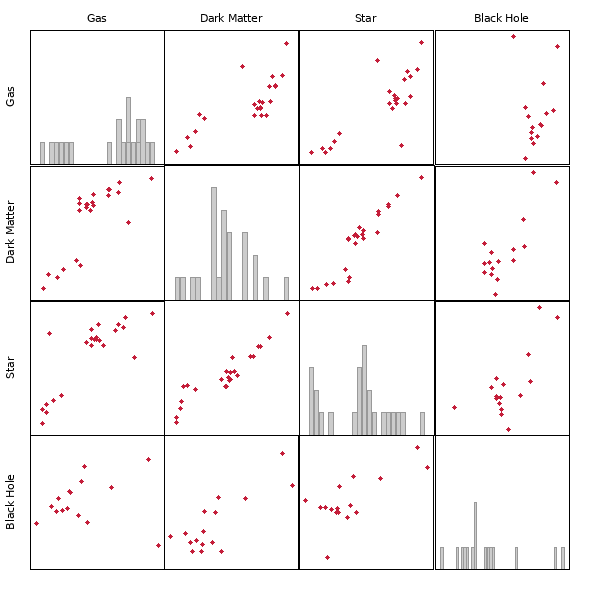 Gas Dark Matter Star Black Hole
Gas
Dark Matter
Star
Black Hole